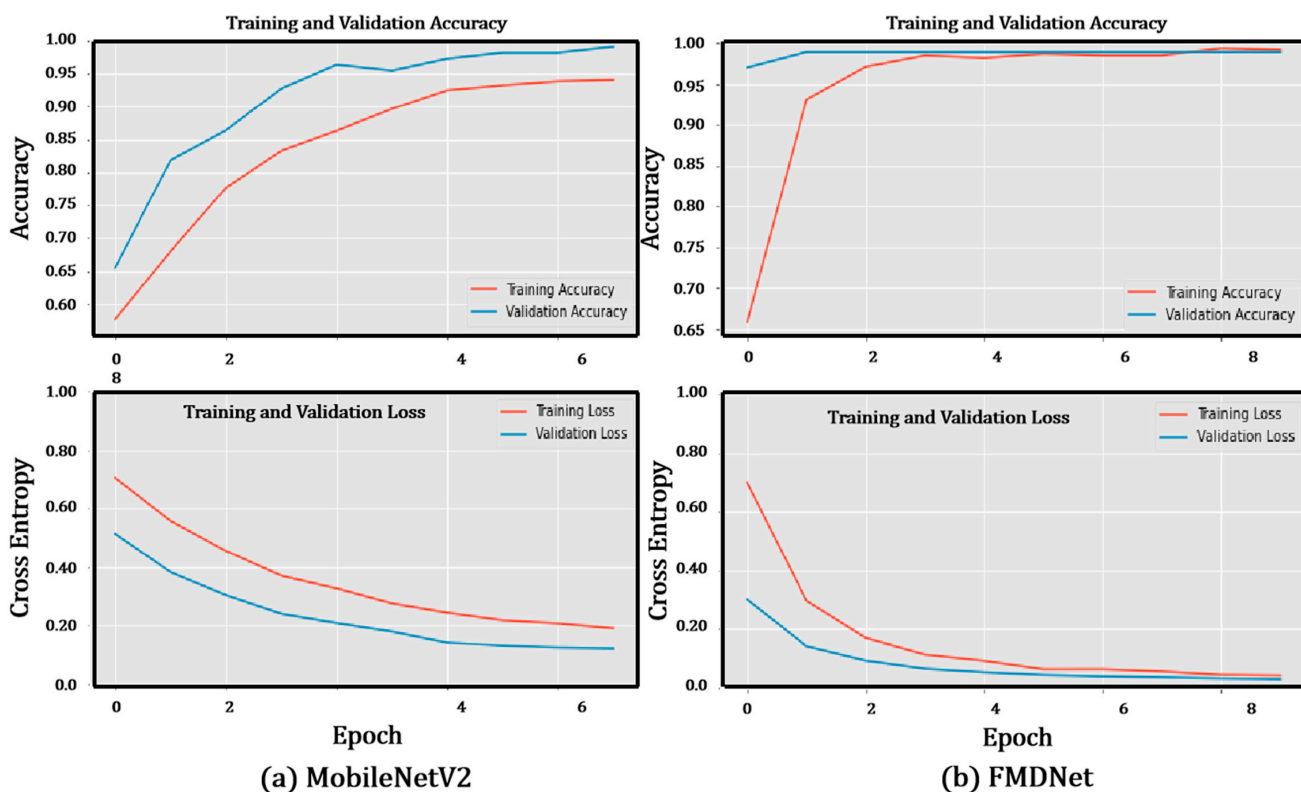 Training and Validation Accuracy
1.00
0.95
0.90
0.85
0.80
0.75
0.70
0.65
0.60
Accuracy
Training Accuracy
Validation Accuracy
0 2 4 6
8
1.00
0.80
0.60
0.40
0.20
0.0
Cross Entropy
Training and Validation Loss
Training Loss
Validation Loss
0 2 4 6
Epoch
(a) MobileNetV2
Training and Validation Accuracy
1.00
0.95
0.90
0.85
0.80
0.75
0.70
0.65
Accuracy
Training Accuracy
Validation Accuracy
0 2 4 6 8
1.00
0.80
0.60
0.40
0.20
0.0
Cross Entropy
Training and Validation Loss
Training Loss
Validation Loss
0 2 4 6 8
Epoch
(b) FMDNet